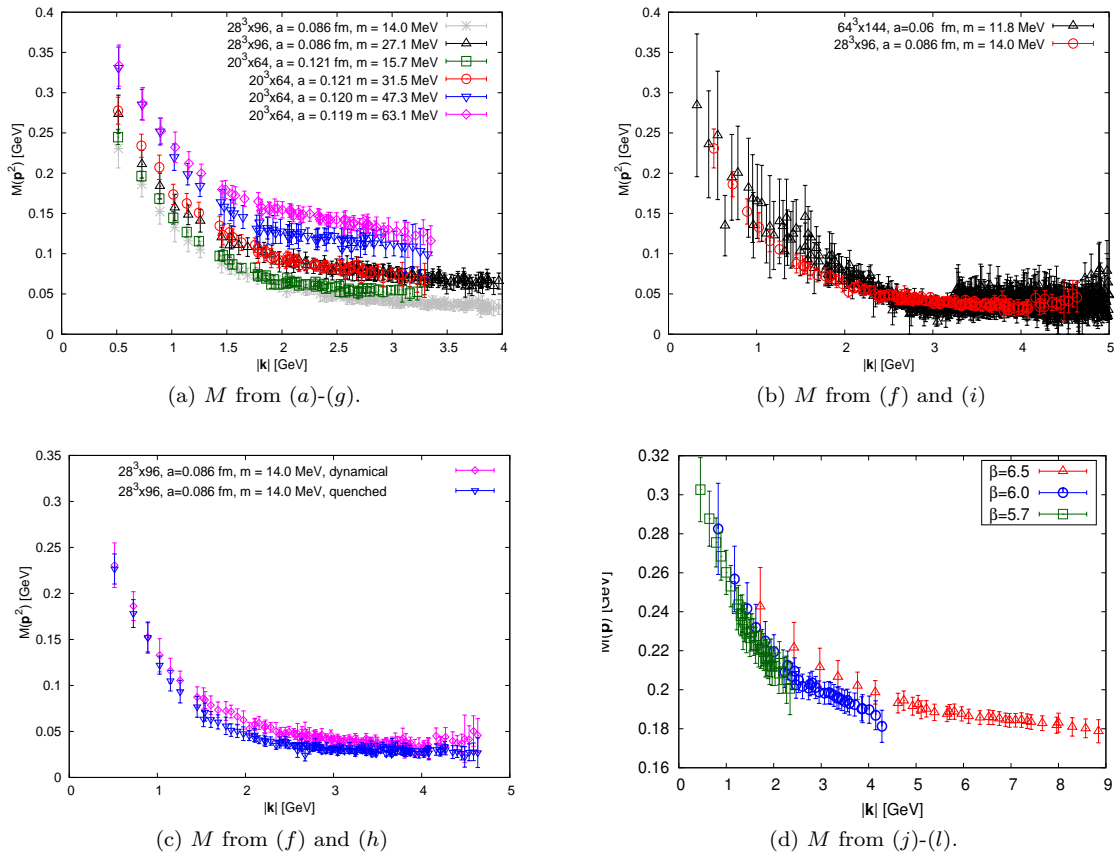 28³x96, a = 0.086 fm, m = 14.0 MeV
28³x96, a = 0.086 fm, m = 27.1 MeV
20³x64, a = 0.121 fm, m = 15.7 MeV
20³x64, a = 0.121 m = 31.5 MeV
20³x64, a = 0.120 m = 47.3 MeV
20³x64, a = 0.119 m = 63.1 MeV
M(p²) [GeV]
0.4
0.35
0.3
0.25
0.2
0.15
0.1
0.05
0
0 0.5 1 1.5 2 2.5 3 3.5 4
|k| [GeV]
(a) M from (a)-(g).
64³x144, a=0.06 fm, m = 11.8 MeV
28³x96, a = 0.086 fm, m = 14.0 MeV
M(p²) [GeV]
0.4
0.35
0.3
0.25
0.2
0.15
0.1
0.05
0
0 1 2 3 4 5
|k| [GeV]
(b) M from (f) and (i)
28³x96, a=0.086 fm, m = 14.0 MeV, dynamical
28³x96, a=0.086 fm, m = 14.0 MeV, quenched
M(p²) [GeV]
0.35
0.3
0.25
0.2
0.15
0.1
0.05
0
0 1 2 3 4 5
|k| [GeV]
(c) M from (f) and (h)
β=6.5
β=6.0
β=5.7
M(p) [GeV]
0.32
0.3
0.28
0.26
0.24
0.22
0.2
0.18
0.16
0 1 2 3 4 5 6 7 8 9
|k| [GeV]
(d) M from (j)-(l).